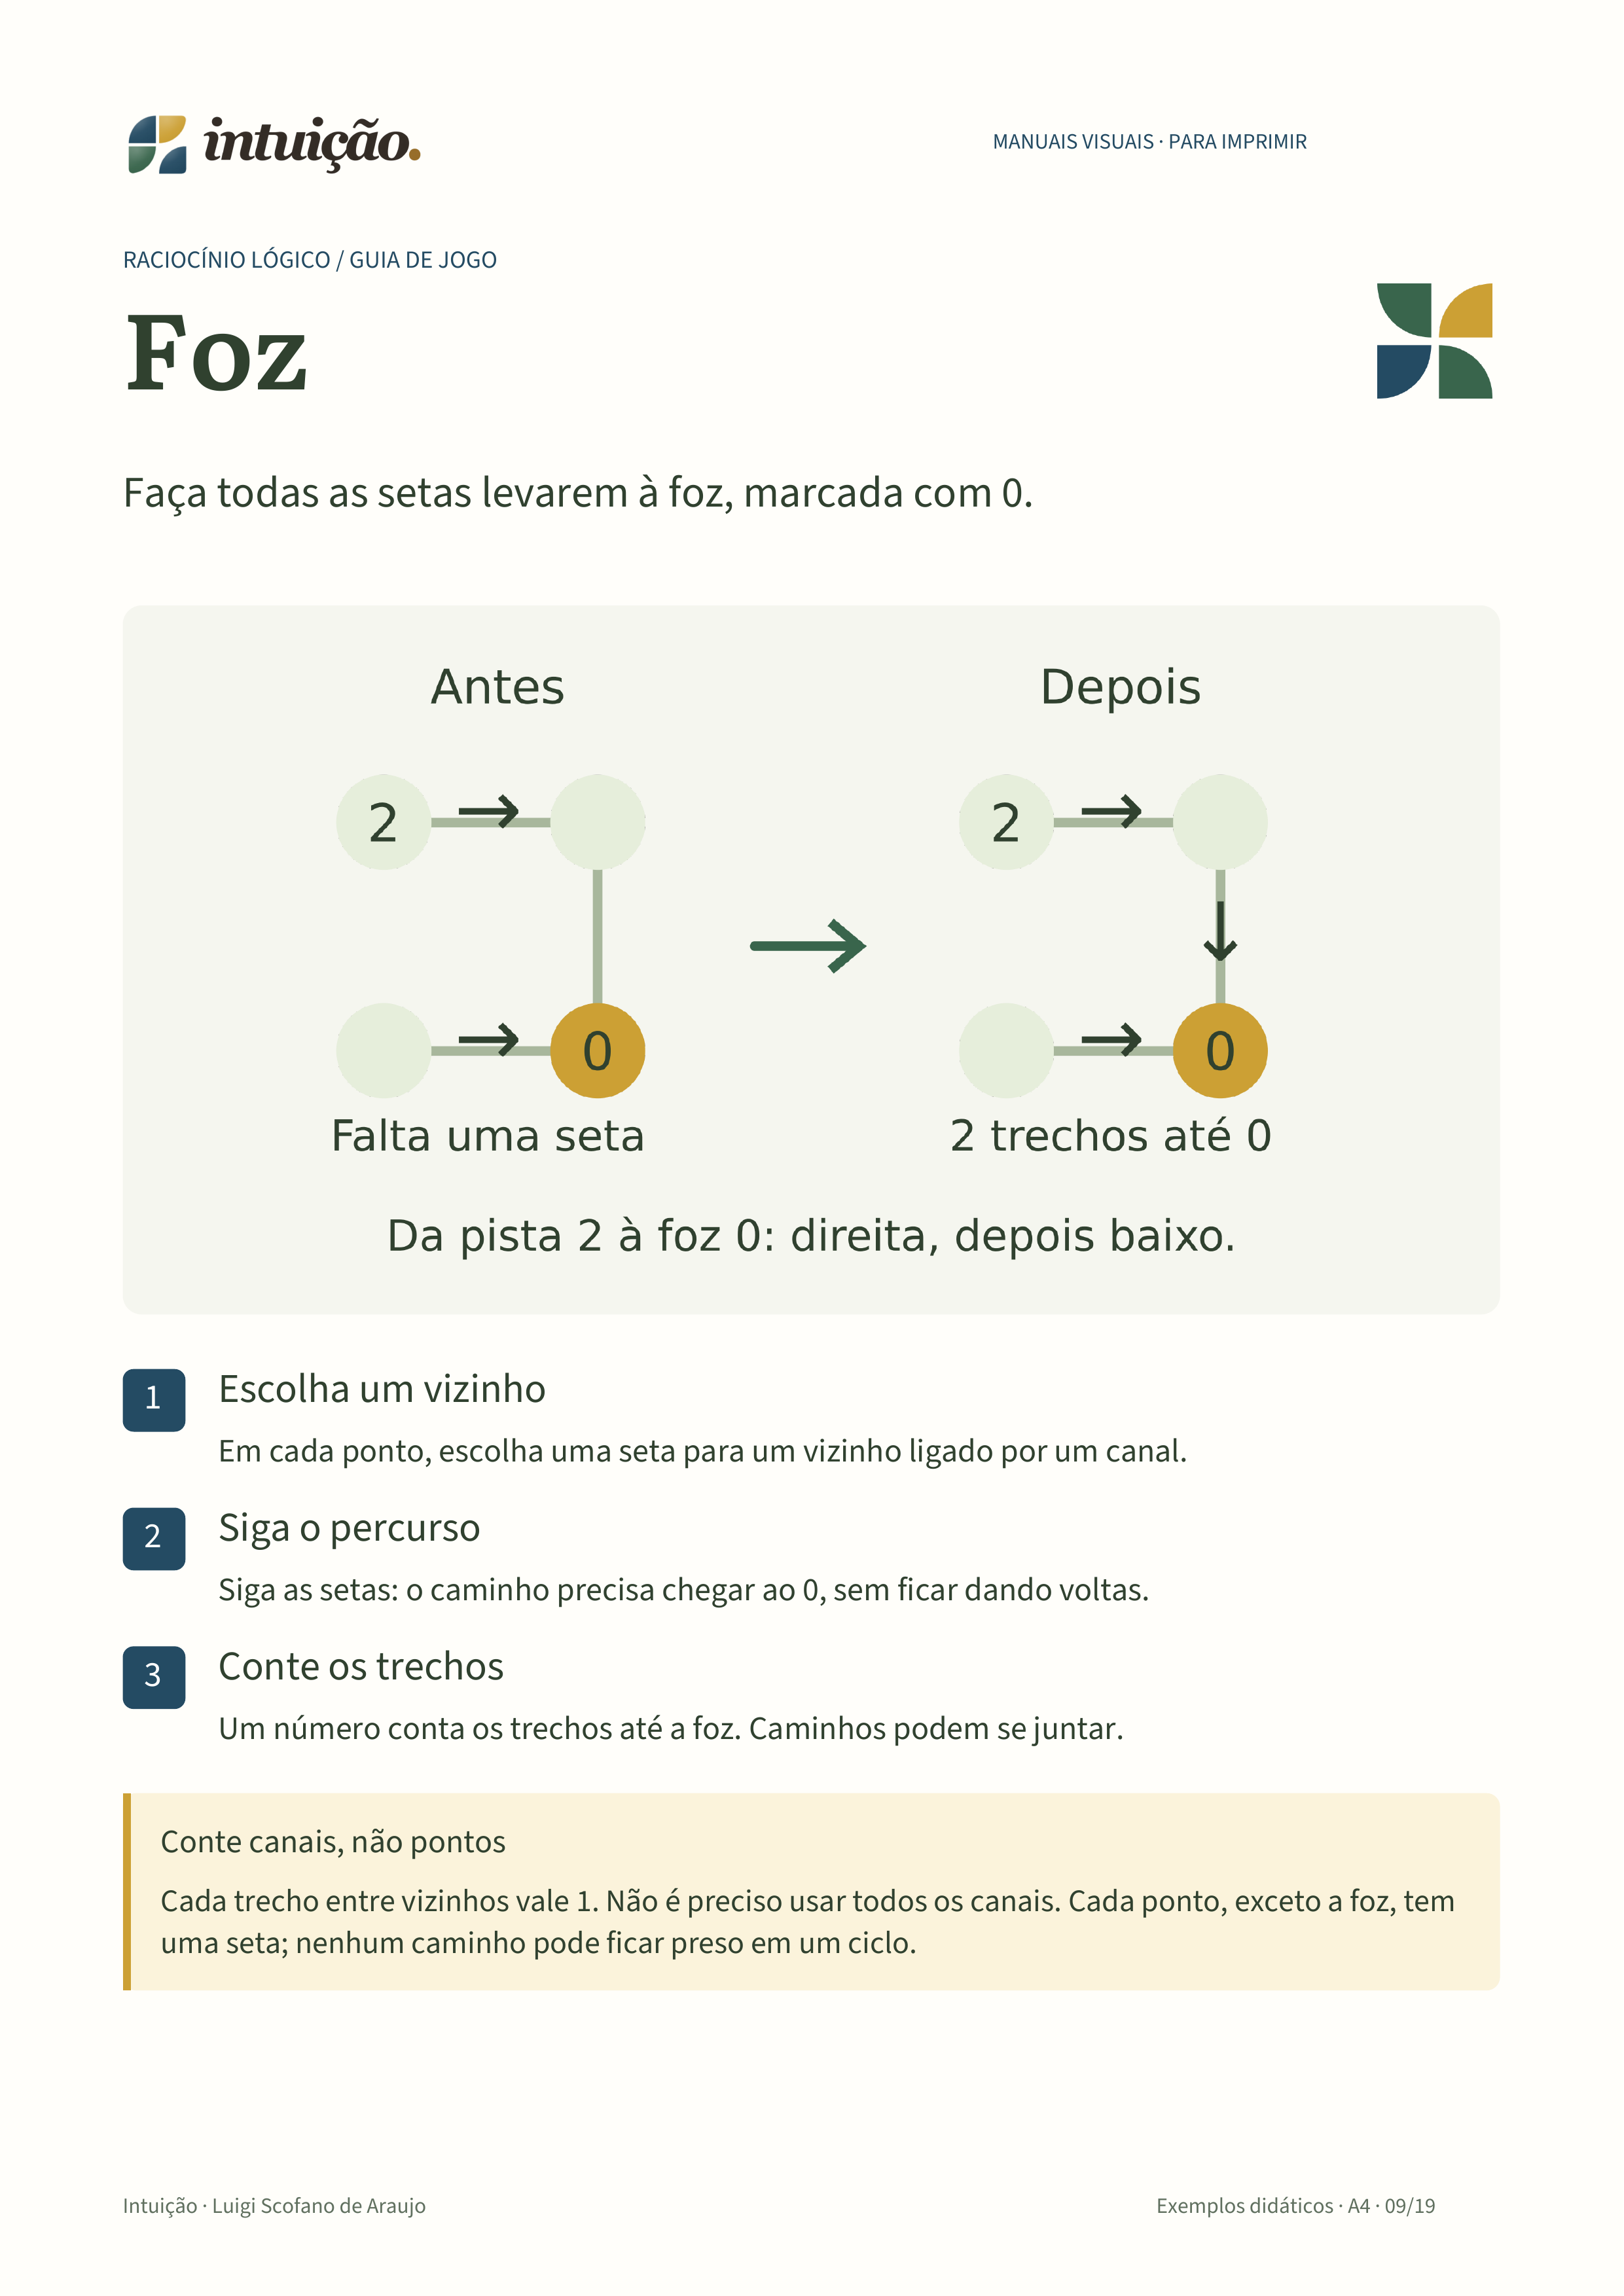 intuição.
MANUAIS VISUAIS · PARA IMPRIMIR
RACIOCÍNIO LÓGICO / GUIA DE JOGO
Foz
Faça todas as setas levarem à foz, marcada com 0.
Antes
Depois
2 →
2 →
→
↓
→ 0
→ 0
Falta uma seta
2 trechos até 0
Da pista 2 à foz 0: direita, depois baixo.
1
Escolha um vizinho
Em cada ponto, escolha uma seta para um vizinho ligado por um canal.
2
Siga o percurso
Siga as setas: o caminho precisa chegar ao 0, sem ficar dando voltas.
3
Conte os trechos
Um número conta os trechos até a foz. Caminhos podem se juntar.
Conte canais, não pontos
Cada trecho entre vizinhos vale 1. Não é preciso usar todos os canais. Cada ponto, exceto a foz, tem
uma seta; nenhum caminho pode ficar preso em um ciclo.
Intuição · Luigi Scofano de Araujo
Exemplos didáticos · A4 · 09/19